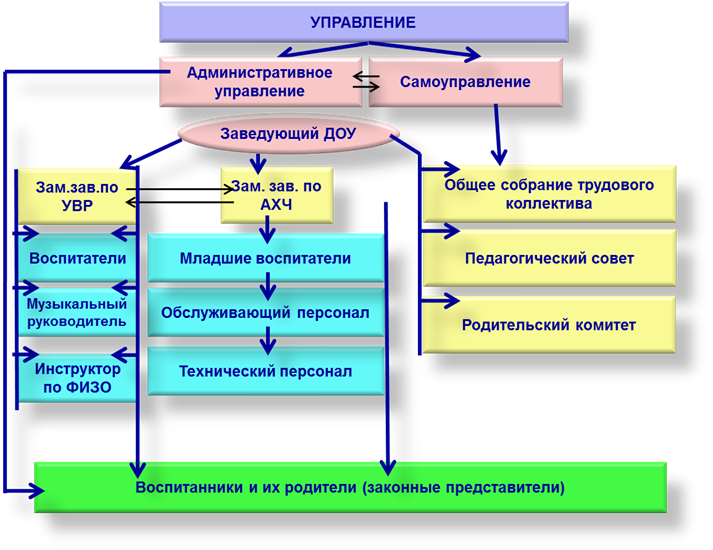 УПРАВЛЕНИЕ
Административное
управление
Самоуправление
Заведующий ДОУ
Зам.зав.по
УВР
Зам. зав. по
АХЧ
Общее собрание трудового
коллектива
Воспитатели
Младшие воспитатели
Педагогический совет
Музыкальный
руководитель
Обслуживающий персонал
Родительский комитет
Инструктор
по ФИЗО
Технический персонал
Воспитанники и их родители (законные представители)